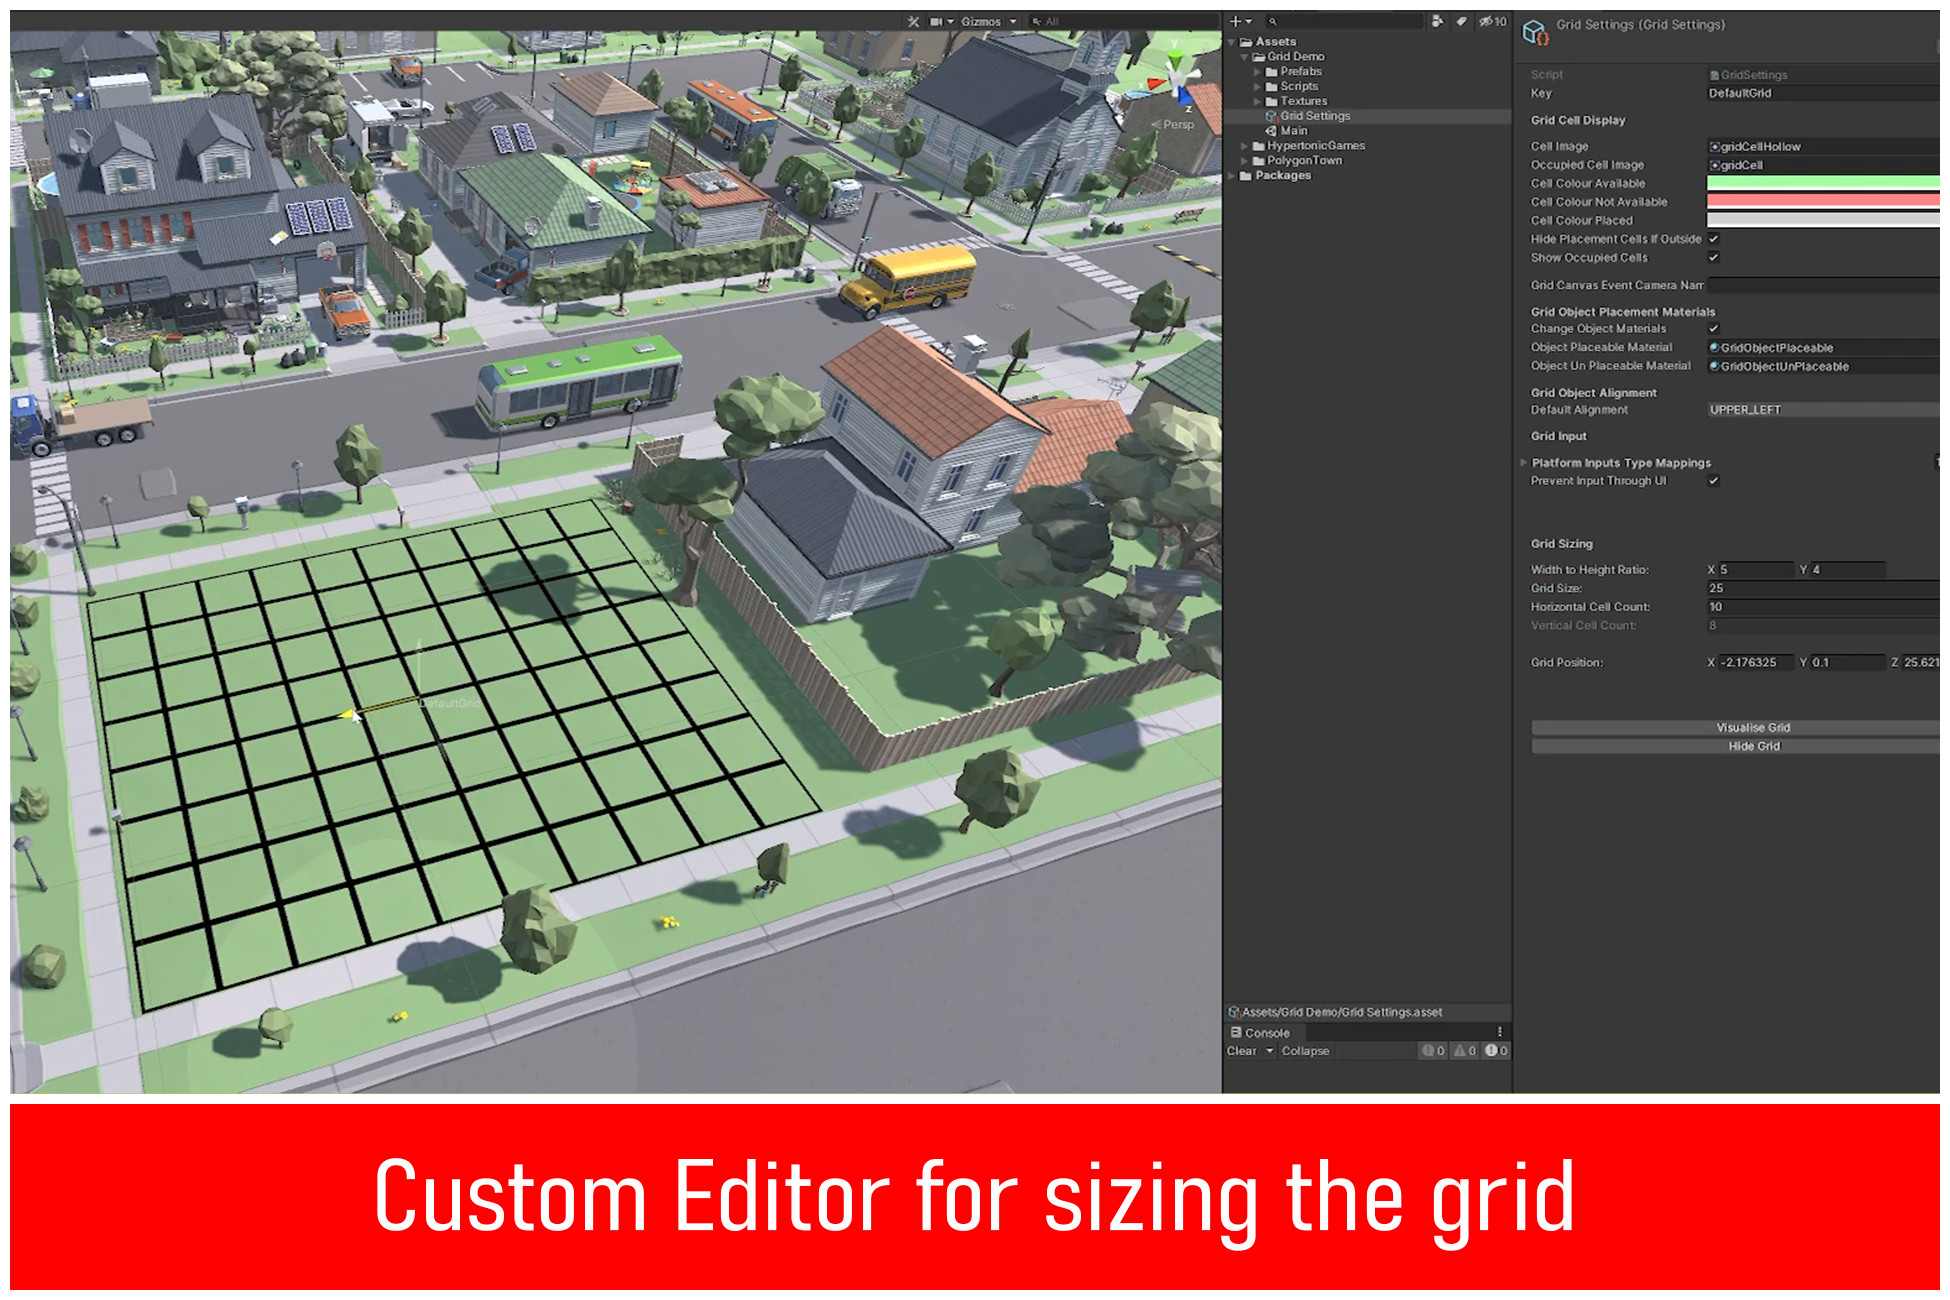 Gizmos
All
Persp
y
x
z
DefaultGrid
10
Assets
Grid Demo
Prefabs
Scripts
Textures
Grid Settings
Main
HypertonicGames
PolygonTown
Packages
Assets/Grid Demo/Grid Settings.asset
Console
Clear
Collapse
0
0
0
Grid Settings (Grid Settings)
Script GridSettings
Key DefaultGrid
Grid Cell Display
Cell Image gridCellHollow
Occupied Cell Image gridCell
Cell Colour Available
Cell Colour Not Available
Cell Colour Placed
Hide Placement Cells If Outside
Show Occupied Cells
Grid Canvas Event Camera Nam
Grid Object Placement Materials
Change Object Materials
Object Placeable Material GridObjectPlaceable
Object Un Placeable Material GridObjectUnPlaceable
Grid Object Alignment
Default Alignment UPPER_LEFT
Grid Input
Platform Inputs Type Mappings
Prevent Input Through UI
Grid Sizing
Width to Height Ratio: X 5 Y 4
Grid Size: 25
Horizontal Cell Count: 10
Vertical Cell Count: 8
Grid Position: X -2.176325 Y 0.1 Z 25.621
Visualise Grid
Hide Grid
Custom Editor for sizing the grid